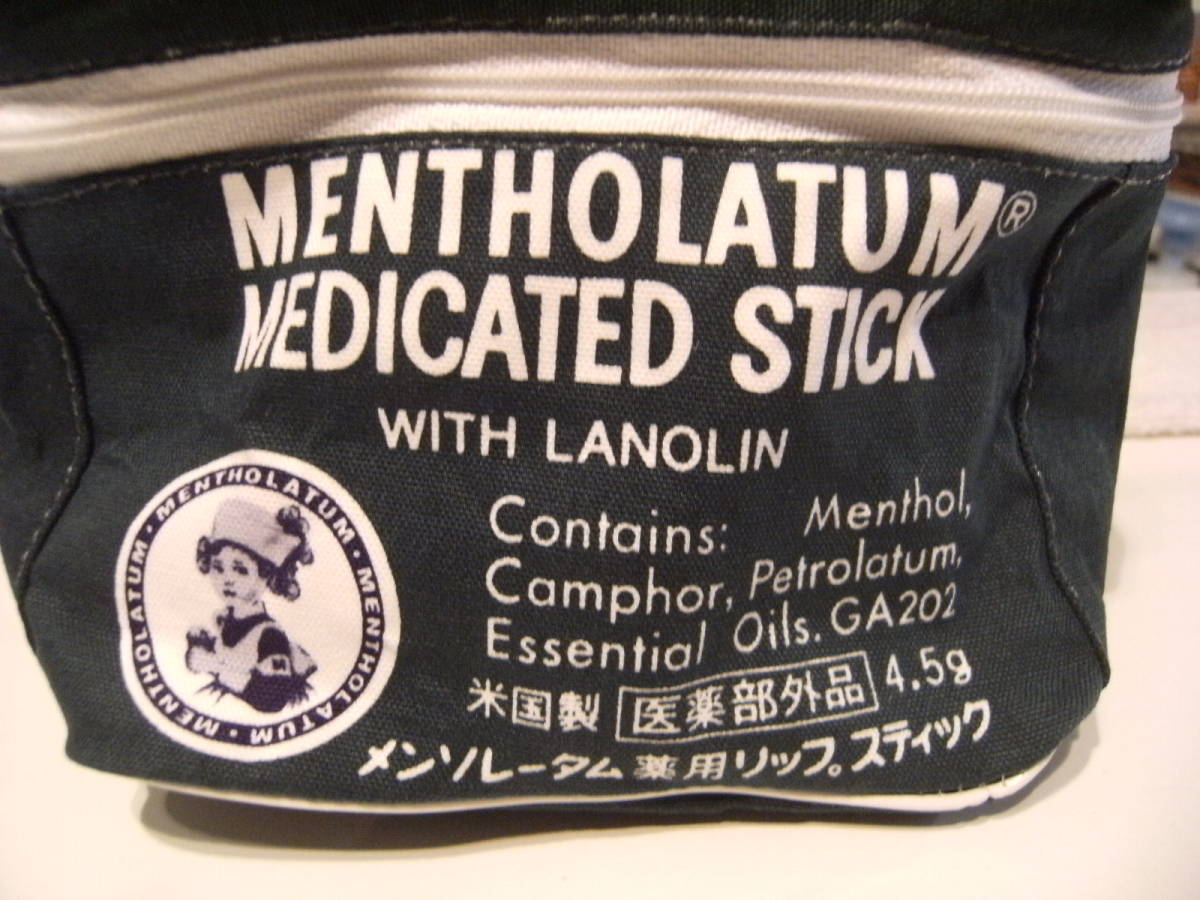 MENTHOLATUM®
MEDICATED STICK
WITH LANOLIN
Contains: Menthol,
Camphor, Petrolatum,
Essential Oils. GA202
米国製 医薬部外品 4.5g
メンソレータム 薬用リップ。スティック
MENTHOLATUM · MENTHOLATUM · MENTHOLATUM ·
M